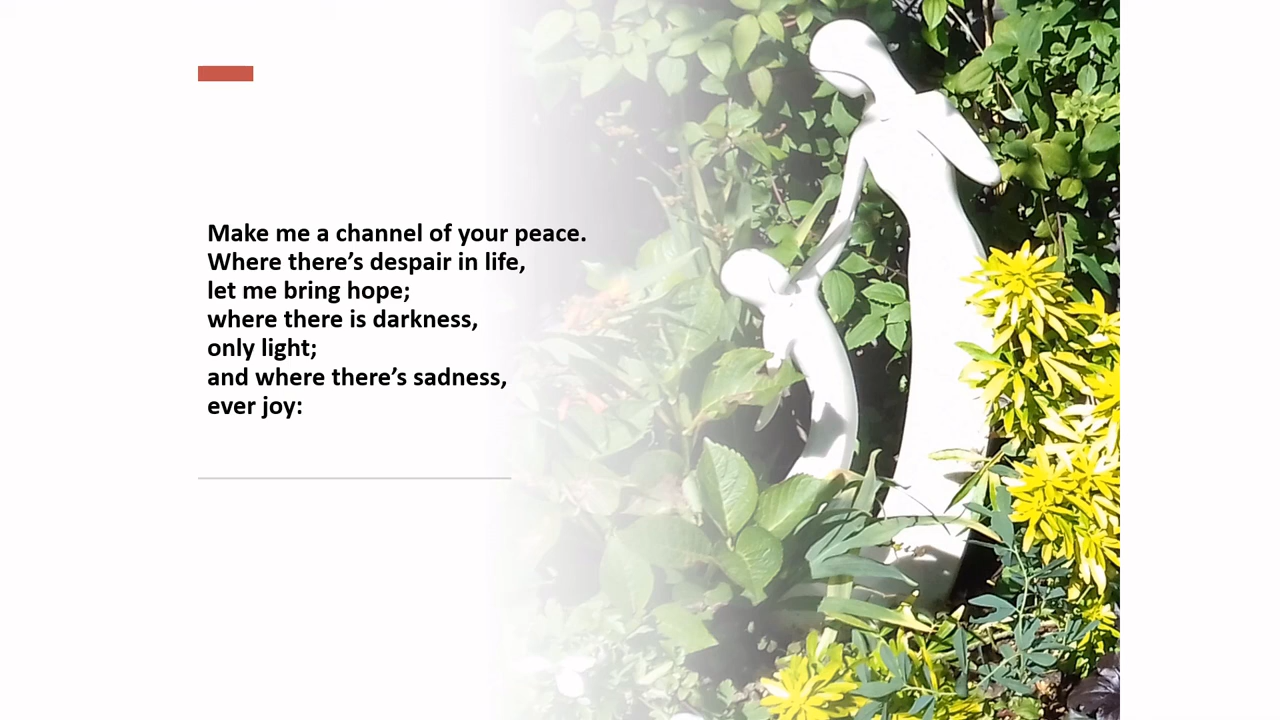 Make me a channel of your peace.
Where there’s despair in life,
let me bring hope;
where there is darkness,
only light;
and where there’s sadness,
ever joy: